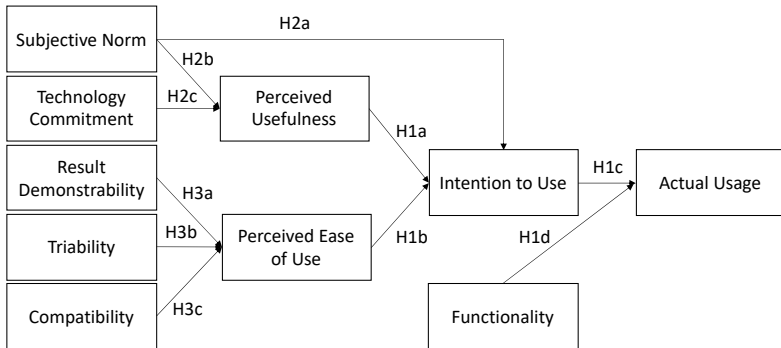 Subjective Norm
H2a
H2b
Technology
Commitment
H2c
Perceived
Usefulness
H1a
Result
Demonstrability
H3a
Intention to Use
H1c
Actual Usage
Triability
H3b
Perceived Ease
of Use
H1b
H1d
Compatibility
H3c
Functionality